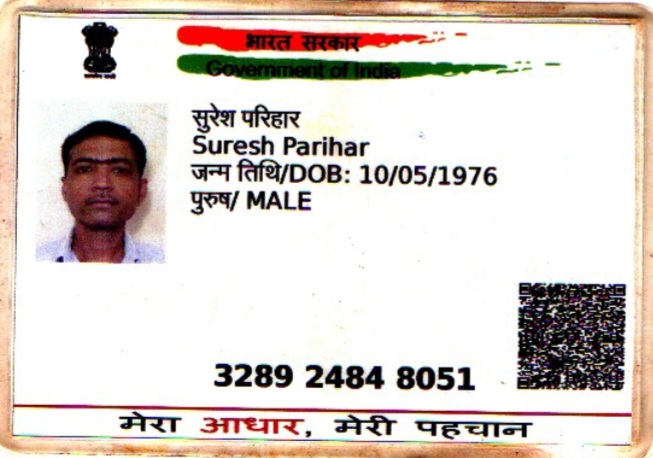 भारत सरकार
Government of India
सुरेश परिहार
Suresh Parihar
जन्म तिथि/DOB: 10/05/1976
पुरुष/ MALE
3289 2484 8051
मेरा आधार, मेरी पहचान